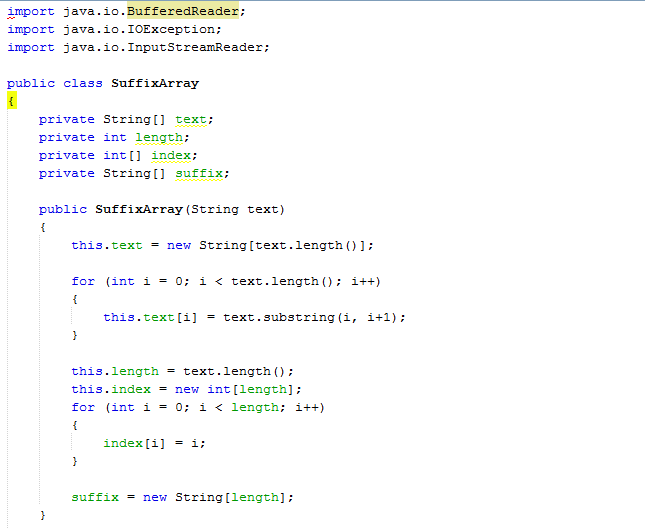 import java.io.BufferedReader;
import java.io.IOException;
import java.io.InputStreamReader;

public class SuffixArray
{
    private String[] text;
    private int length;
    private int[] index;
    private String[] suffix;

    public SuffixArray(String text)
    {
        this.text = new String[text.length()];

        for (int i = 0; i < text.length(); i++)
        {
            this.text[i] = text.substring(i, i+1);
        }

        this.length = text.length();
        this.index = new int[length];
        for (int i = 0; i < length; i++)
        {
            index[i] = i;
        }

        suffix = new String[length];
    }